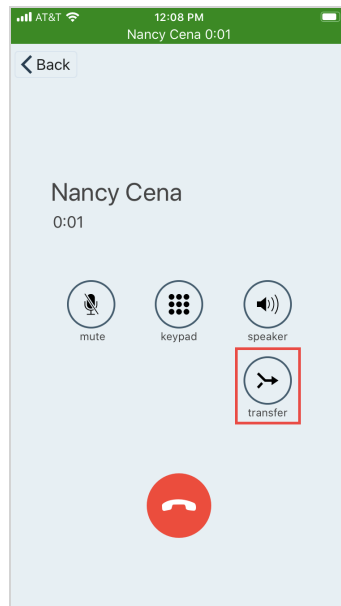 AT&T 12:08 PM
Nancy Cena 0:01
Back
Nancy Cena
0:01
mute keypad speaker
transfer